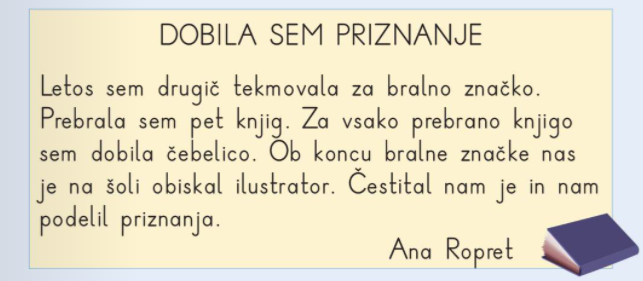 DOBILA SEM PRIZNANJE
Letos sem drugič tekmovala za bralno značko.
Prebrala sem pet knjig. Za vsako prebrano knjigo
sem dobila čebelico. Ob koncu bralne značke nas
je na šoli obiskal ilustrator. Čestital nam je in nam
podelil priznanja.
Ana Ropret